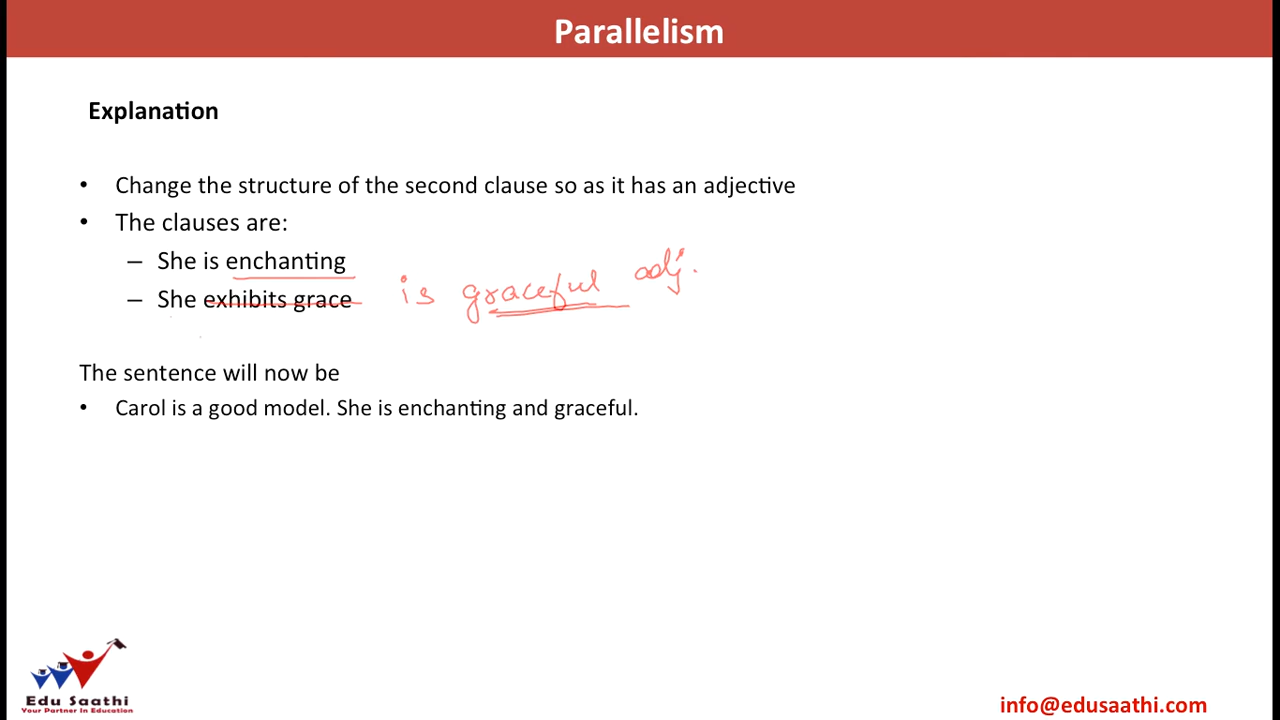 Parallelism
Explanation
• Change the structure of the second clause so as it has an adjective
• The clauses are:
– She is enchanting
– She exhibits grace is graceful adj.
The sentence will now be
• Carol is a good model. She is enchanting and graceful.
Edu Saathi
Your Partner In Education
info@edusaathi.com